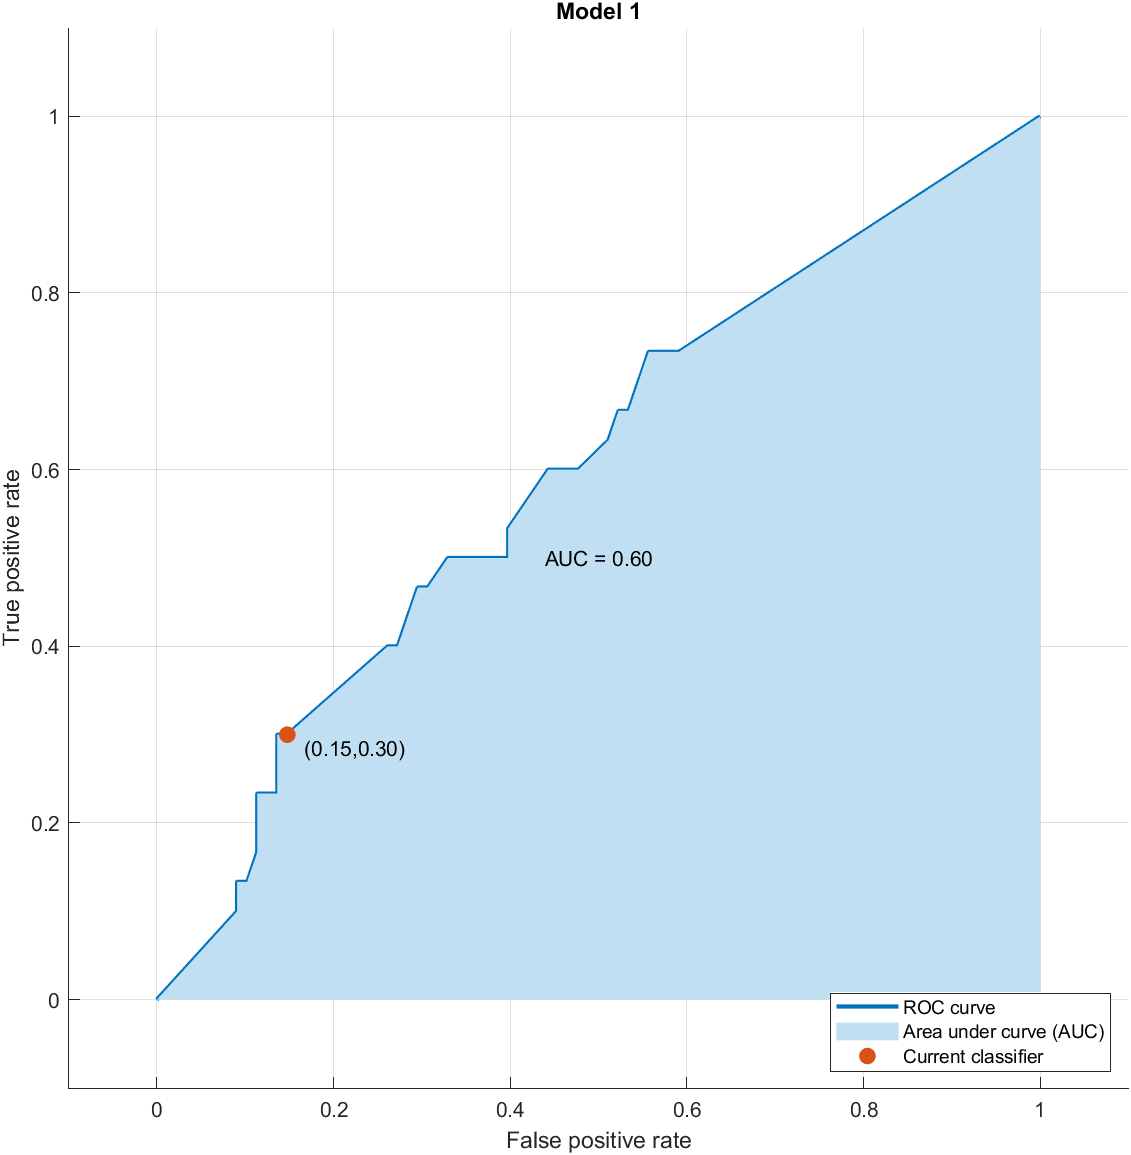 Model 1
1
0.8
0.6
0.4
0.2
0
True positive rate
AUC = 0.60
(0.15,0.30)
ROC curve
Area under curve (AUC)
Current classifier
0 0.2 0.4 0.6 0.8 1
False positive rate